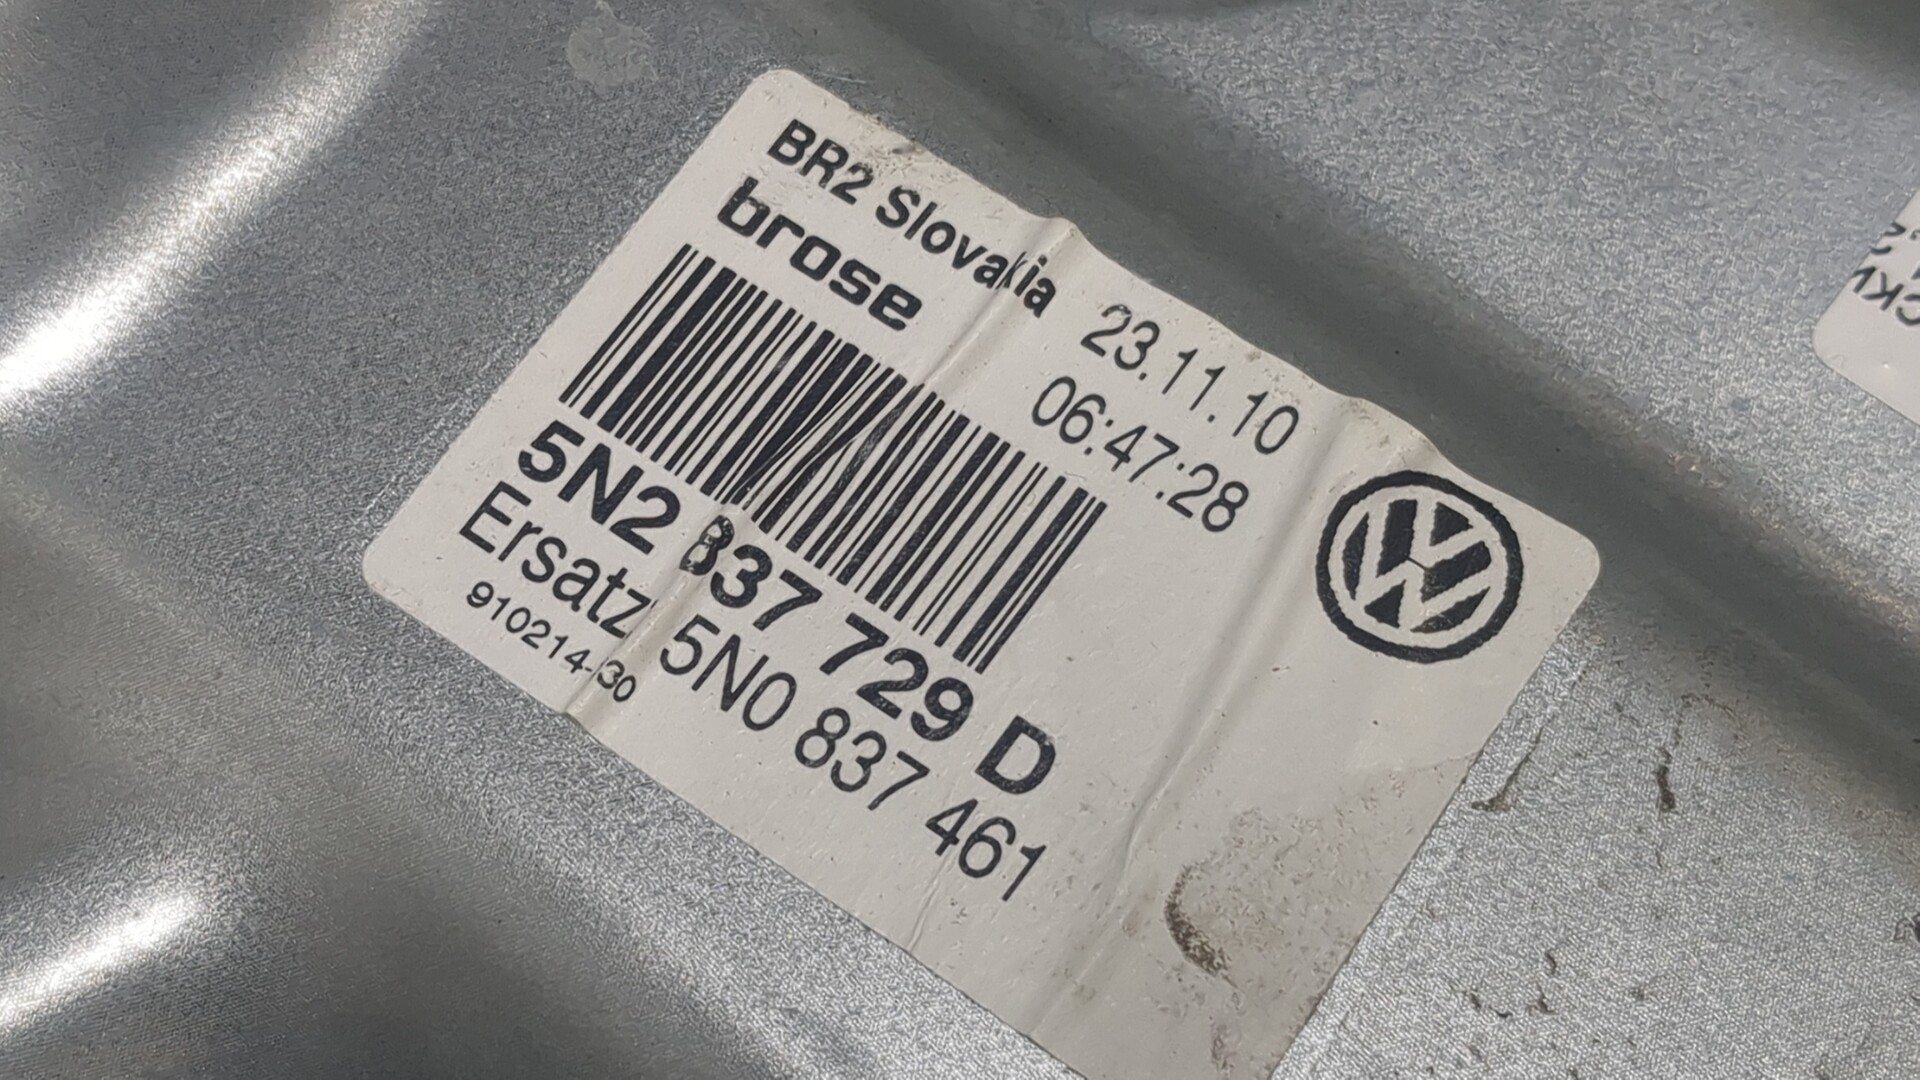 BR2 Slovakia
brose
23.11.10
06:47:28
5N2 837 729 D
Ersatz 5N0 837 461
910214-30